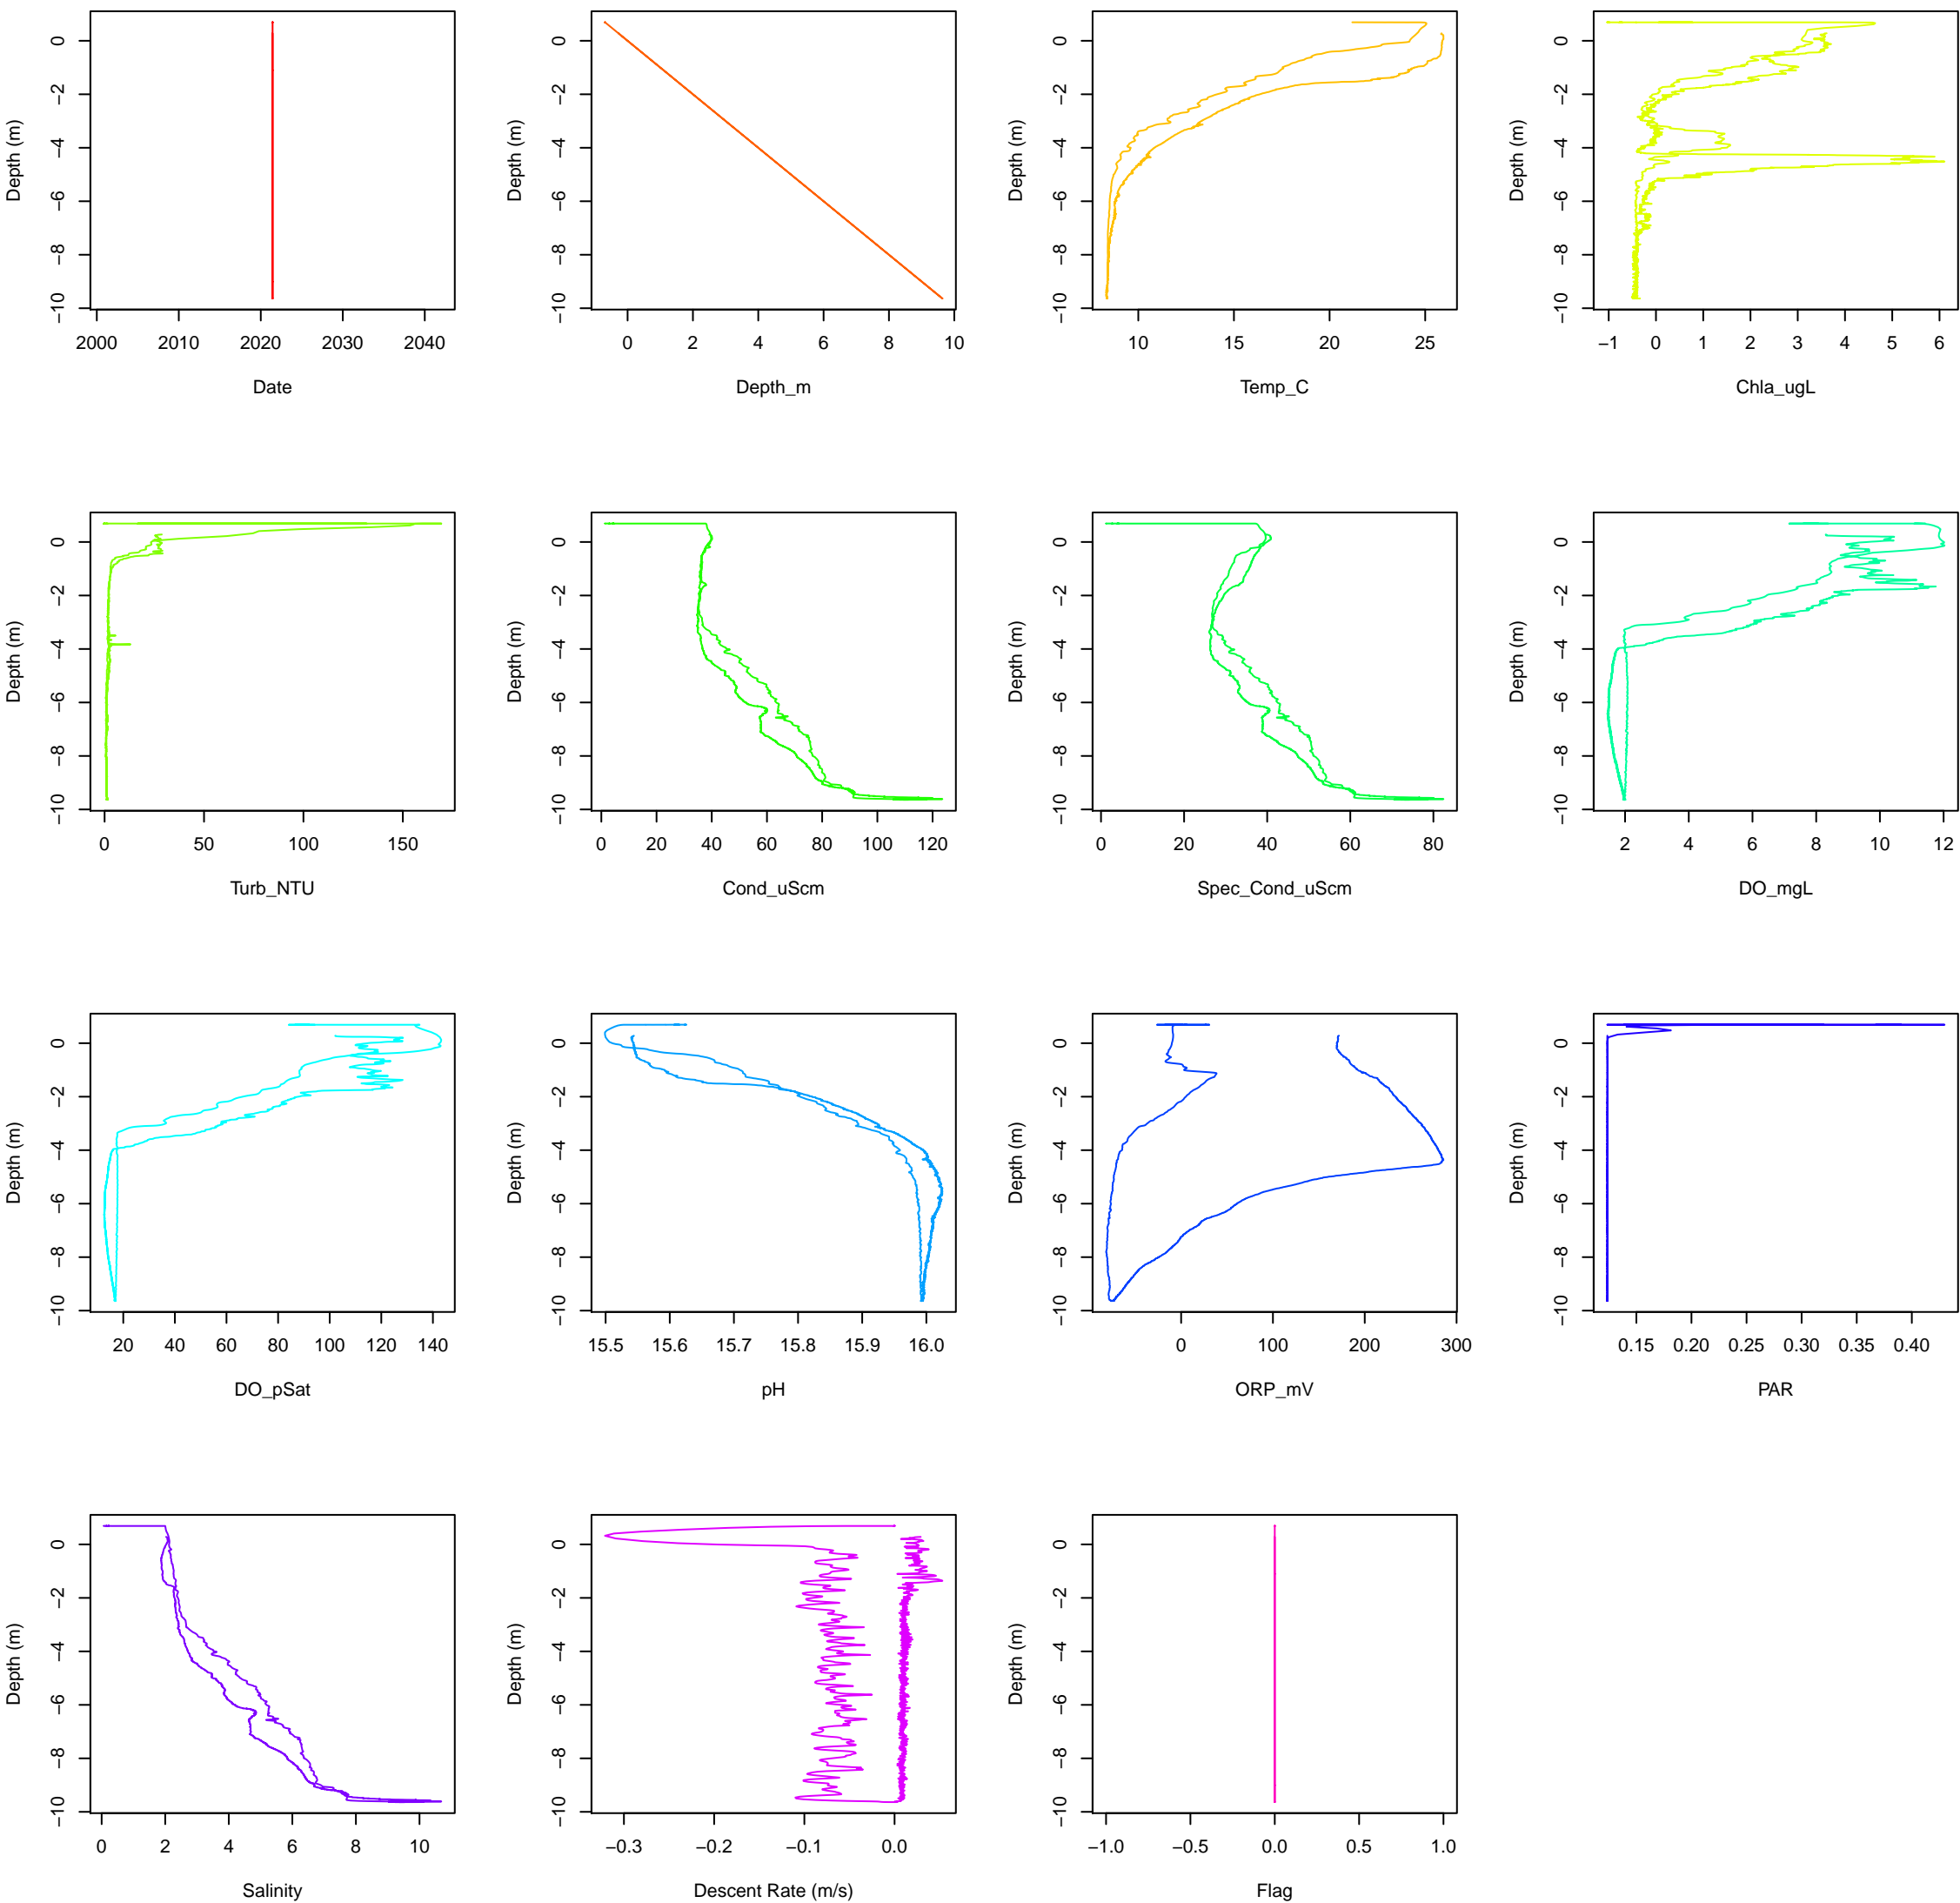 Depth (m)
0
−2
−4
−6
−8
−10
2000 2010 2020 2030 2040
Date
Depth (m)
0
−2
−4
−6
−8
−10
0 2 4 6 8 10
Depth_m
Depth (m)
0
−2
−4
−6
−8
−10
10 15 20 25
Temp_C
Depth (m)
0
−2
−4
−6
−8
−10
−1 0 1 2 3 4 5 6
Chla_ugL
Depth (m)
0
−2
−4
−6
−8
−10
0 50 100 150
Turb_NTU
Depth (m)
0
−2
−4
−6
−8
−10
0 20 40 60 80 100 120
Cond_uScm
Depth (m)
0
−2
−4
−6
−8
−10
0 20 40 60 80
Spec_Cond_uScm
Depth (m)
0
−2
−4
−6
−8
−10
2 4 6 8 10 12
DO_mgL
Depth (m)
0
−2
−4
−6
−8
−10
20 40 60 80 100 120 140
DO_pSat
Depth (m)
0
−2
−4
−6
−8
−10
15.5 15.6 15.7 15.8 15.9 16.0
pH
Depth (m)
0
−2
−4
−6
−8
−10
0 100 200 300
ORP_mV
Depth (m)
0
−2
−4
−6
−8
−10
0.15 0.20 0.25 0.30 0.35 0.40
PAR
Depth (m)
0
−2
−4
−6
−8
−10
0 2 4 6 8 10
Salinity
Depth (m)
0
−2
−4
−6
−8
−10
−0.3 −0.2 −0.1 0.0
Descent Rate (m/s)
Depth (m)
0
−2
−4
−6
−8
−10
−1.0 −0.5 0.0 0.5 1.0
Flag